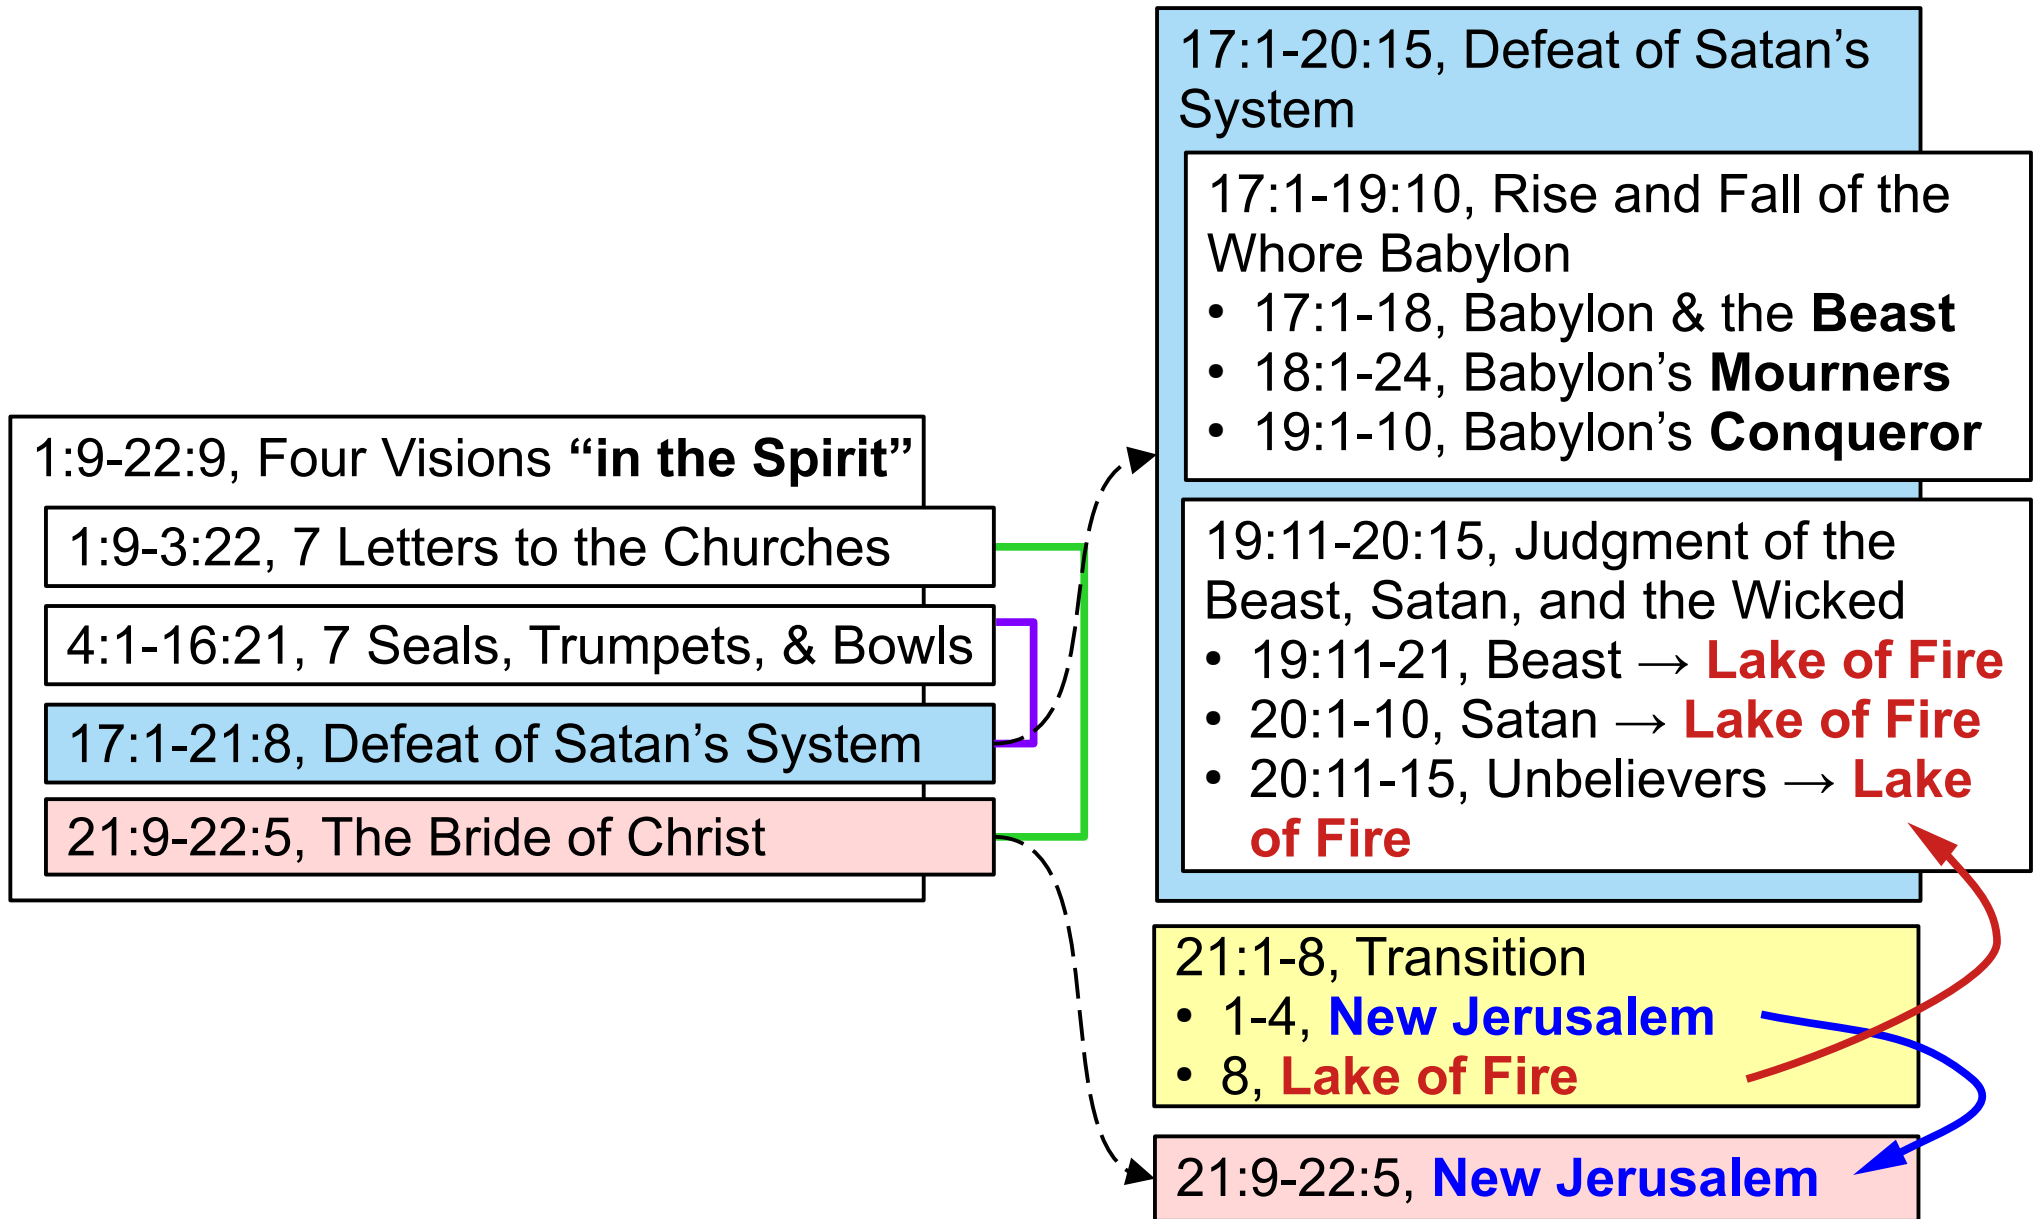 1:9-22:9, Four Visions “in the Spirit”
1:9-3:22, 7 Letters to the Churches
4:1-16:21, 7 Seals, Trumpets, & Bowls
17:1-21:8, Defeat of Satan’s System
21:9-22:5, The Bride of Christ
17:1-20:15, Defeat of Satan’s
System
17:1-19:10, Rise and Fall of the
Whore Babylon
• 17:1-18, Babylon & the Beast
• 18:1-24, Babylon’s Mourners
• 19:1-10, Babylon’s Conqueror
19:11-20:15, Judgment of the
Beast, Satan, and the Wicked
• 19:11-21, Beast → Lake of Fire
• 20:1-10, Satan → Lake of Fire
• 20:11-15, Unbelievers → Lake
of Fire
21:1-8, Transition
• 1-4, New Jerusalem
• 8, Lake of Fire
21:9-22:5, New Jerusalem